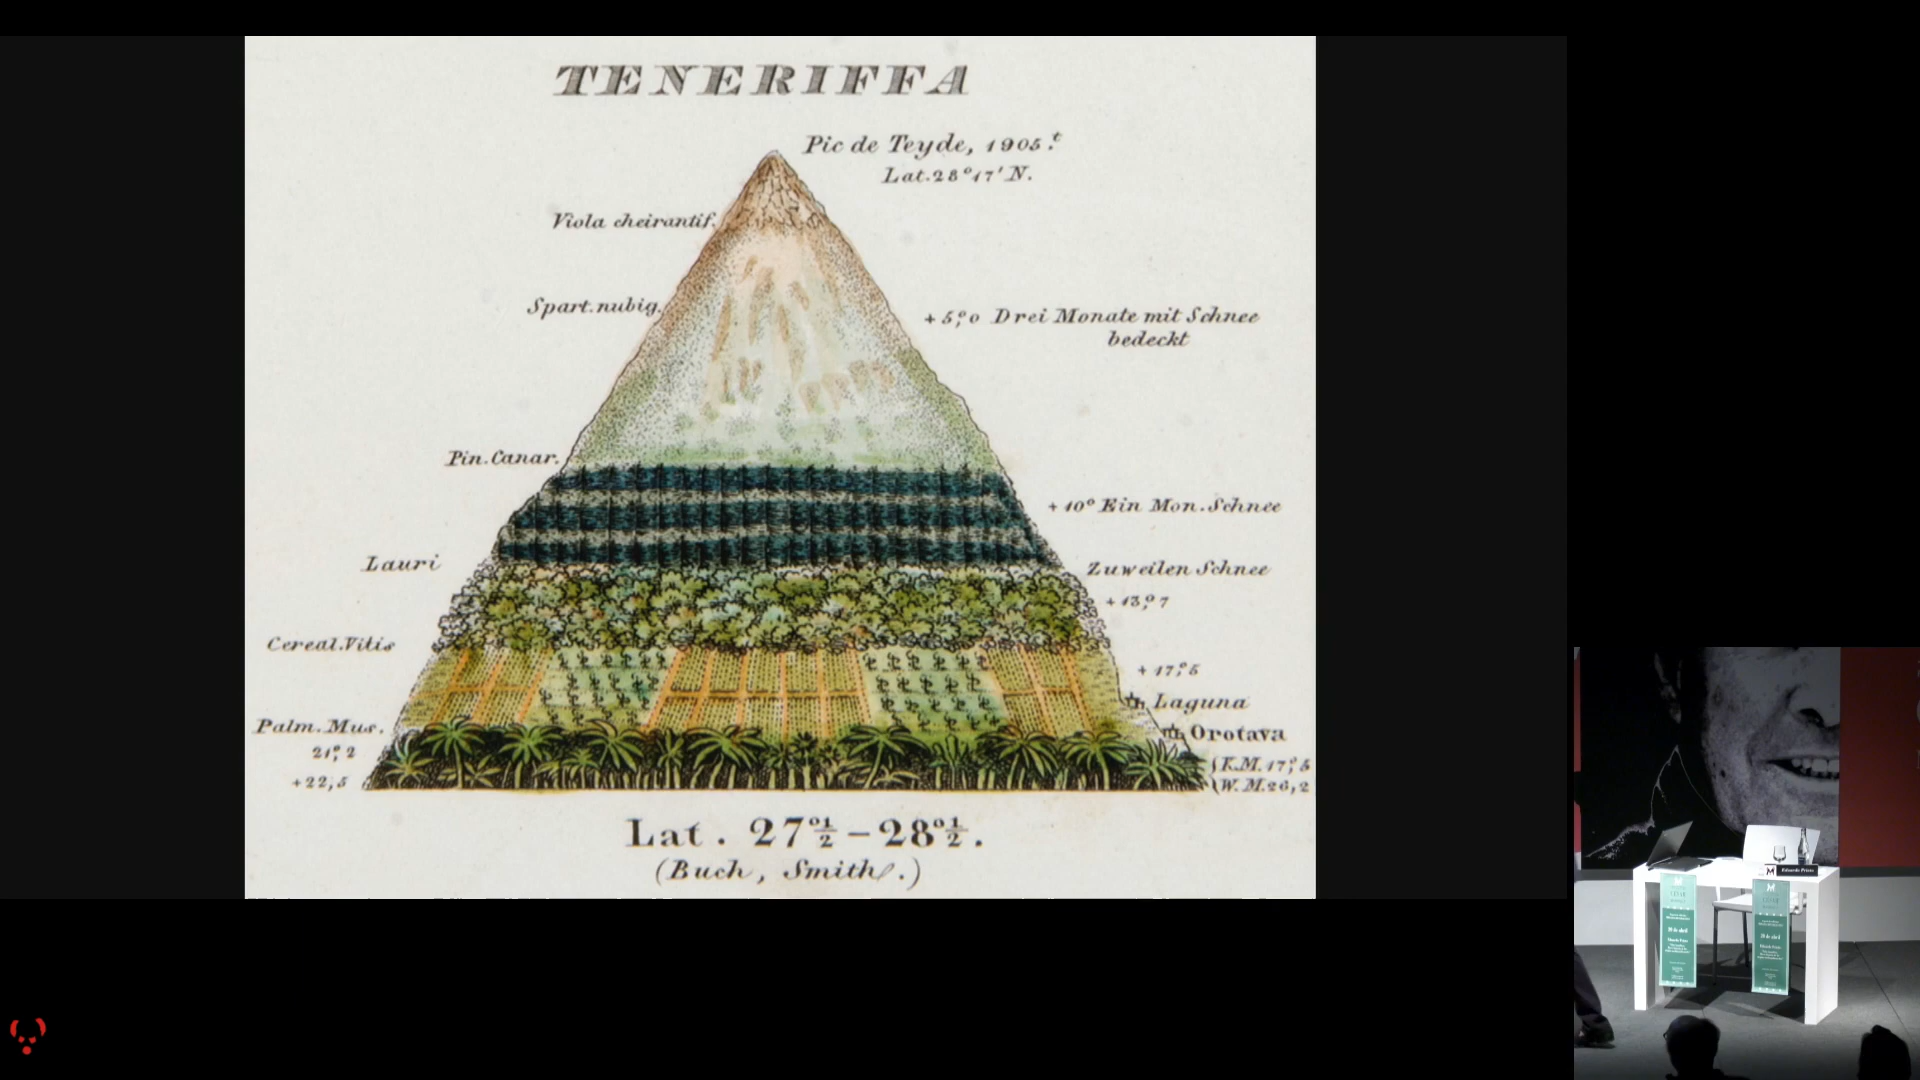 TENERIFFA
Pic de Teyde, 1905.t
Lat. 28°17' N.
Viola cheirantif.
Spart. nubig.
+ 5,°0 Drei Monate mit Schnee
bedeckt
Pin. Canar.
+ 10° Ein Mon. Schnee
Lauri
Zuweilen Schnee
+ 13,°7
Cereal. Vitis
+ 17,°5
Laguna
Palm. Mus.
Orotava
21,°2
K.M. 17,°5
+22,5
W.M. 26,2
Lat. 27°½ – 28°½.
(Buch, Smith.)
M
Eduardo Prieto